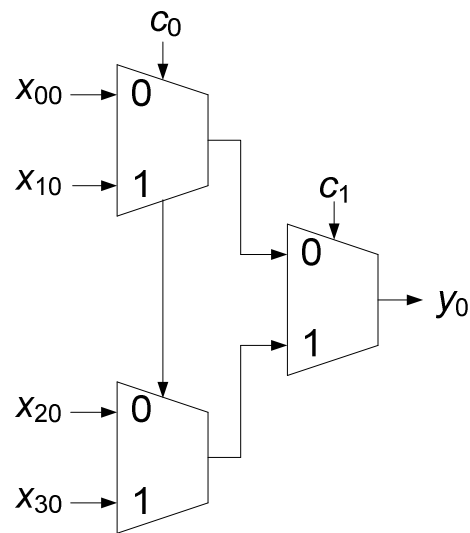 c₀
x₀₀ 0
x₁₀ 1
c₁
0
y₀
1
x₂₀ 0
x₃₀ 1